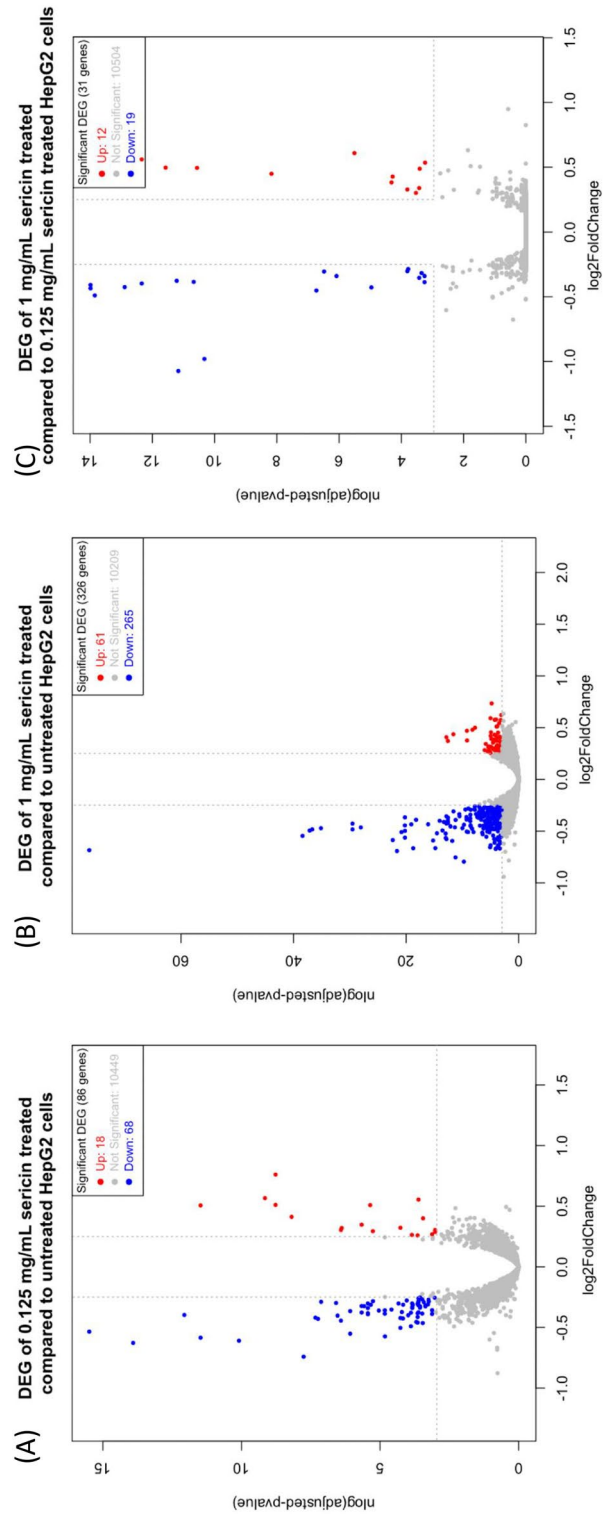 (A)
DEG of 0.125 mg/mL sericin treated
compared to untreated HepG2 cells
Significant DEG (86 genes)
Up: 18
Not Significant: 10449
Down: 68
nlog(adjusted-pvalue)
15
10
5
0
-1.0
-0.5
0.0
0.5
1.0
1.5
log2FoldChange
(B)
DEG of 1 mg/mL sericin treated
compared to untreated HepG2 cells
Significant DEG (326 genes)
Up: 61
Not Significant: 10209
Down: 265
nlog(adjusted-pvalue)
60
40
20
0
-1.0
-0.5
0.0
0.5
1.0
1.5
2.0
log2FoldChange
(C)
DEG of 1 mg/mL sericin treated
compared to 0.125 mg/mL sericin treated HepG2 cells
Significant DEG (31 genes)
Up: 12
Not Significant: 10504
Down: 19
nlog(adjusted-pvalue)
14
12
10
8
6
4
2
0
-1.5
-1.0
-0.5
0.0
0.5
1.0
1.5
log2FoldChange